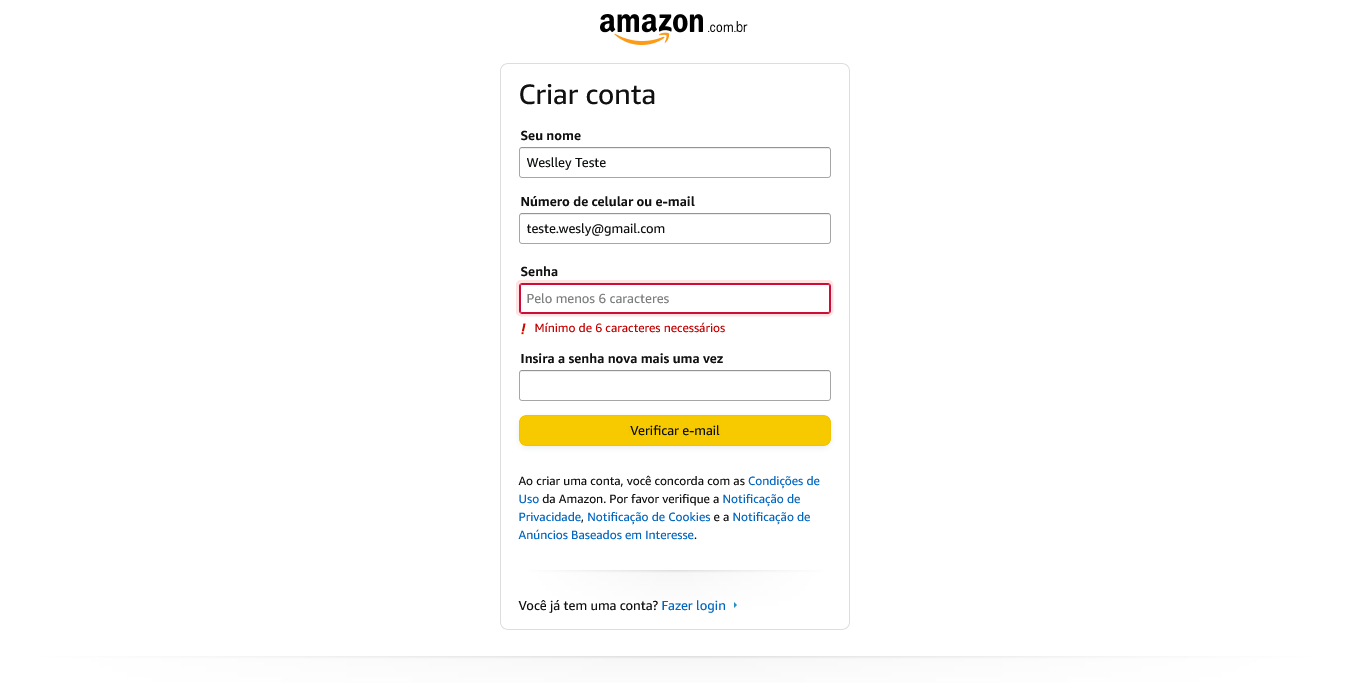 amazon.com.br
Criar conta
Seu nome
Weslley Teste
Número de celular ou e-mail
teste.wesly@gmail.com
Senha
Pelo menos 6 caracteres
! Mínimo de 6 caracteres necessários
Insira a senha nova mais uma vez
Verificar e-mail
Ao criar uma conta, você concorda com as Condições de
Uso da Amazon. Por favor verifique a Notificação de
Privacidade, Notificação de Cookies e a Notificação de
Anúncios Baseados em Interesse.
Você já tem uma conta? Fazer login